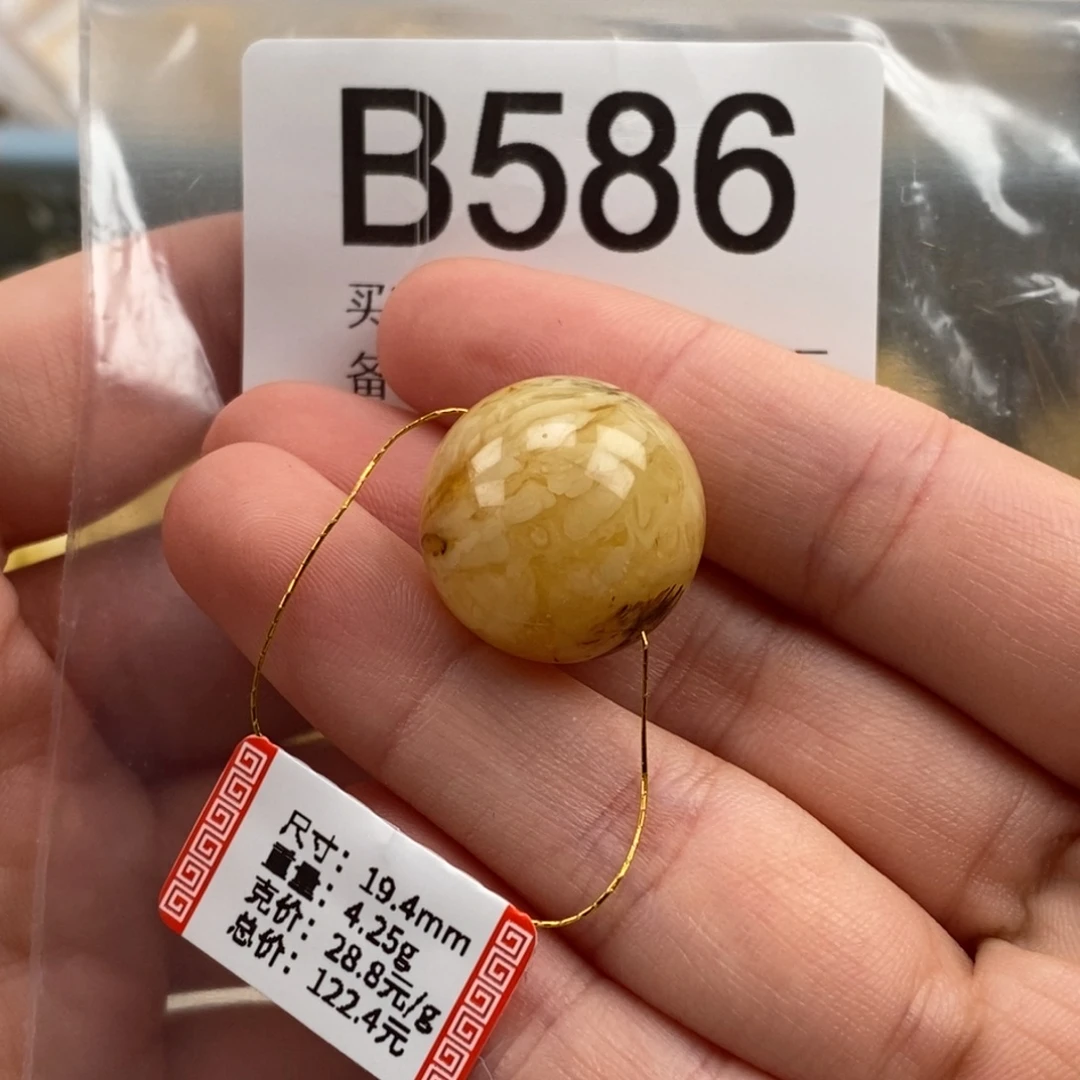 B586
买
备
尺寸：19.4mm
重量：4.25g
克价：28.8元/g
总价：122.4元